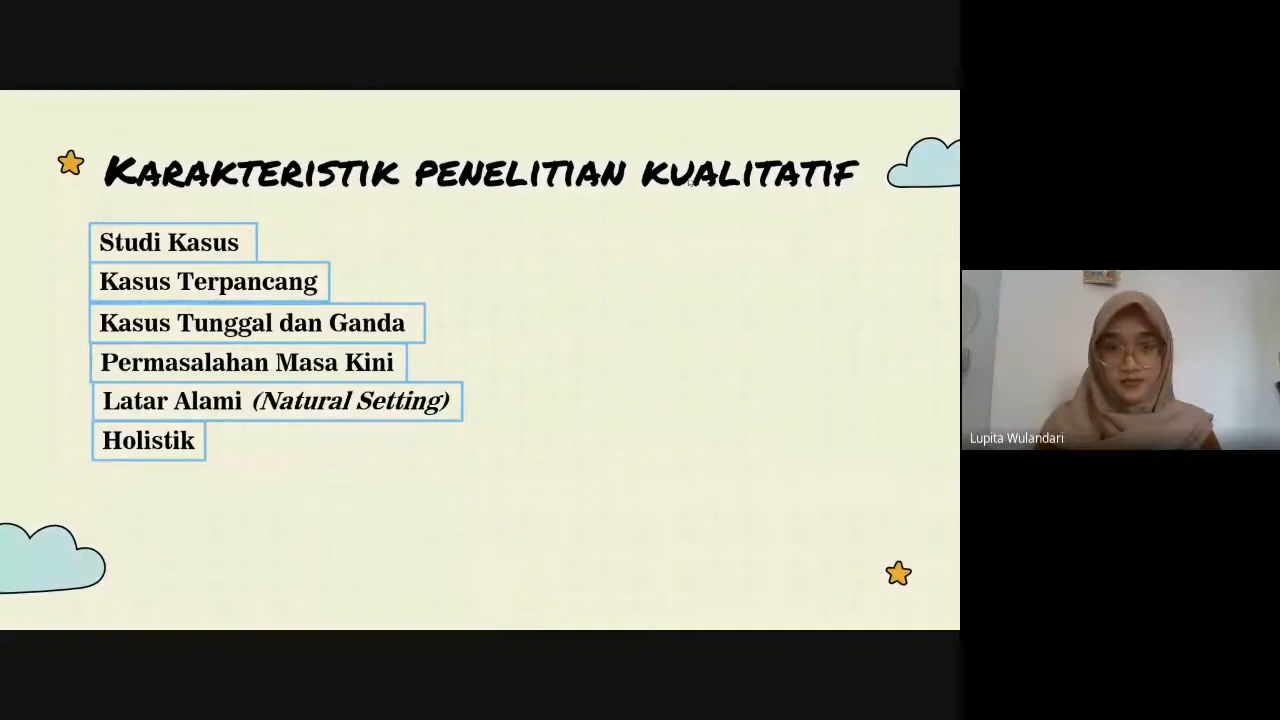 KARAKTERISTIK PENELITIAN KUALITATIF
Studi Kasus
Kasus Terpancang
Kasus Tunggal dan Ganda
Permasalahan Masa Kini
Latar Alami (Natural Setting)
Holistik
Lupita Wulandari